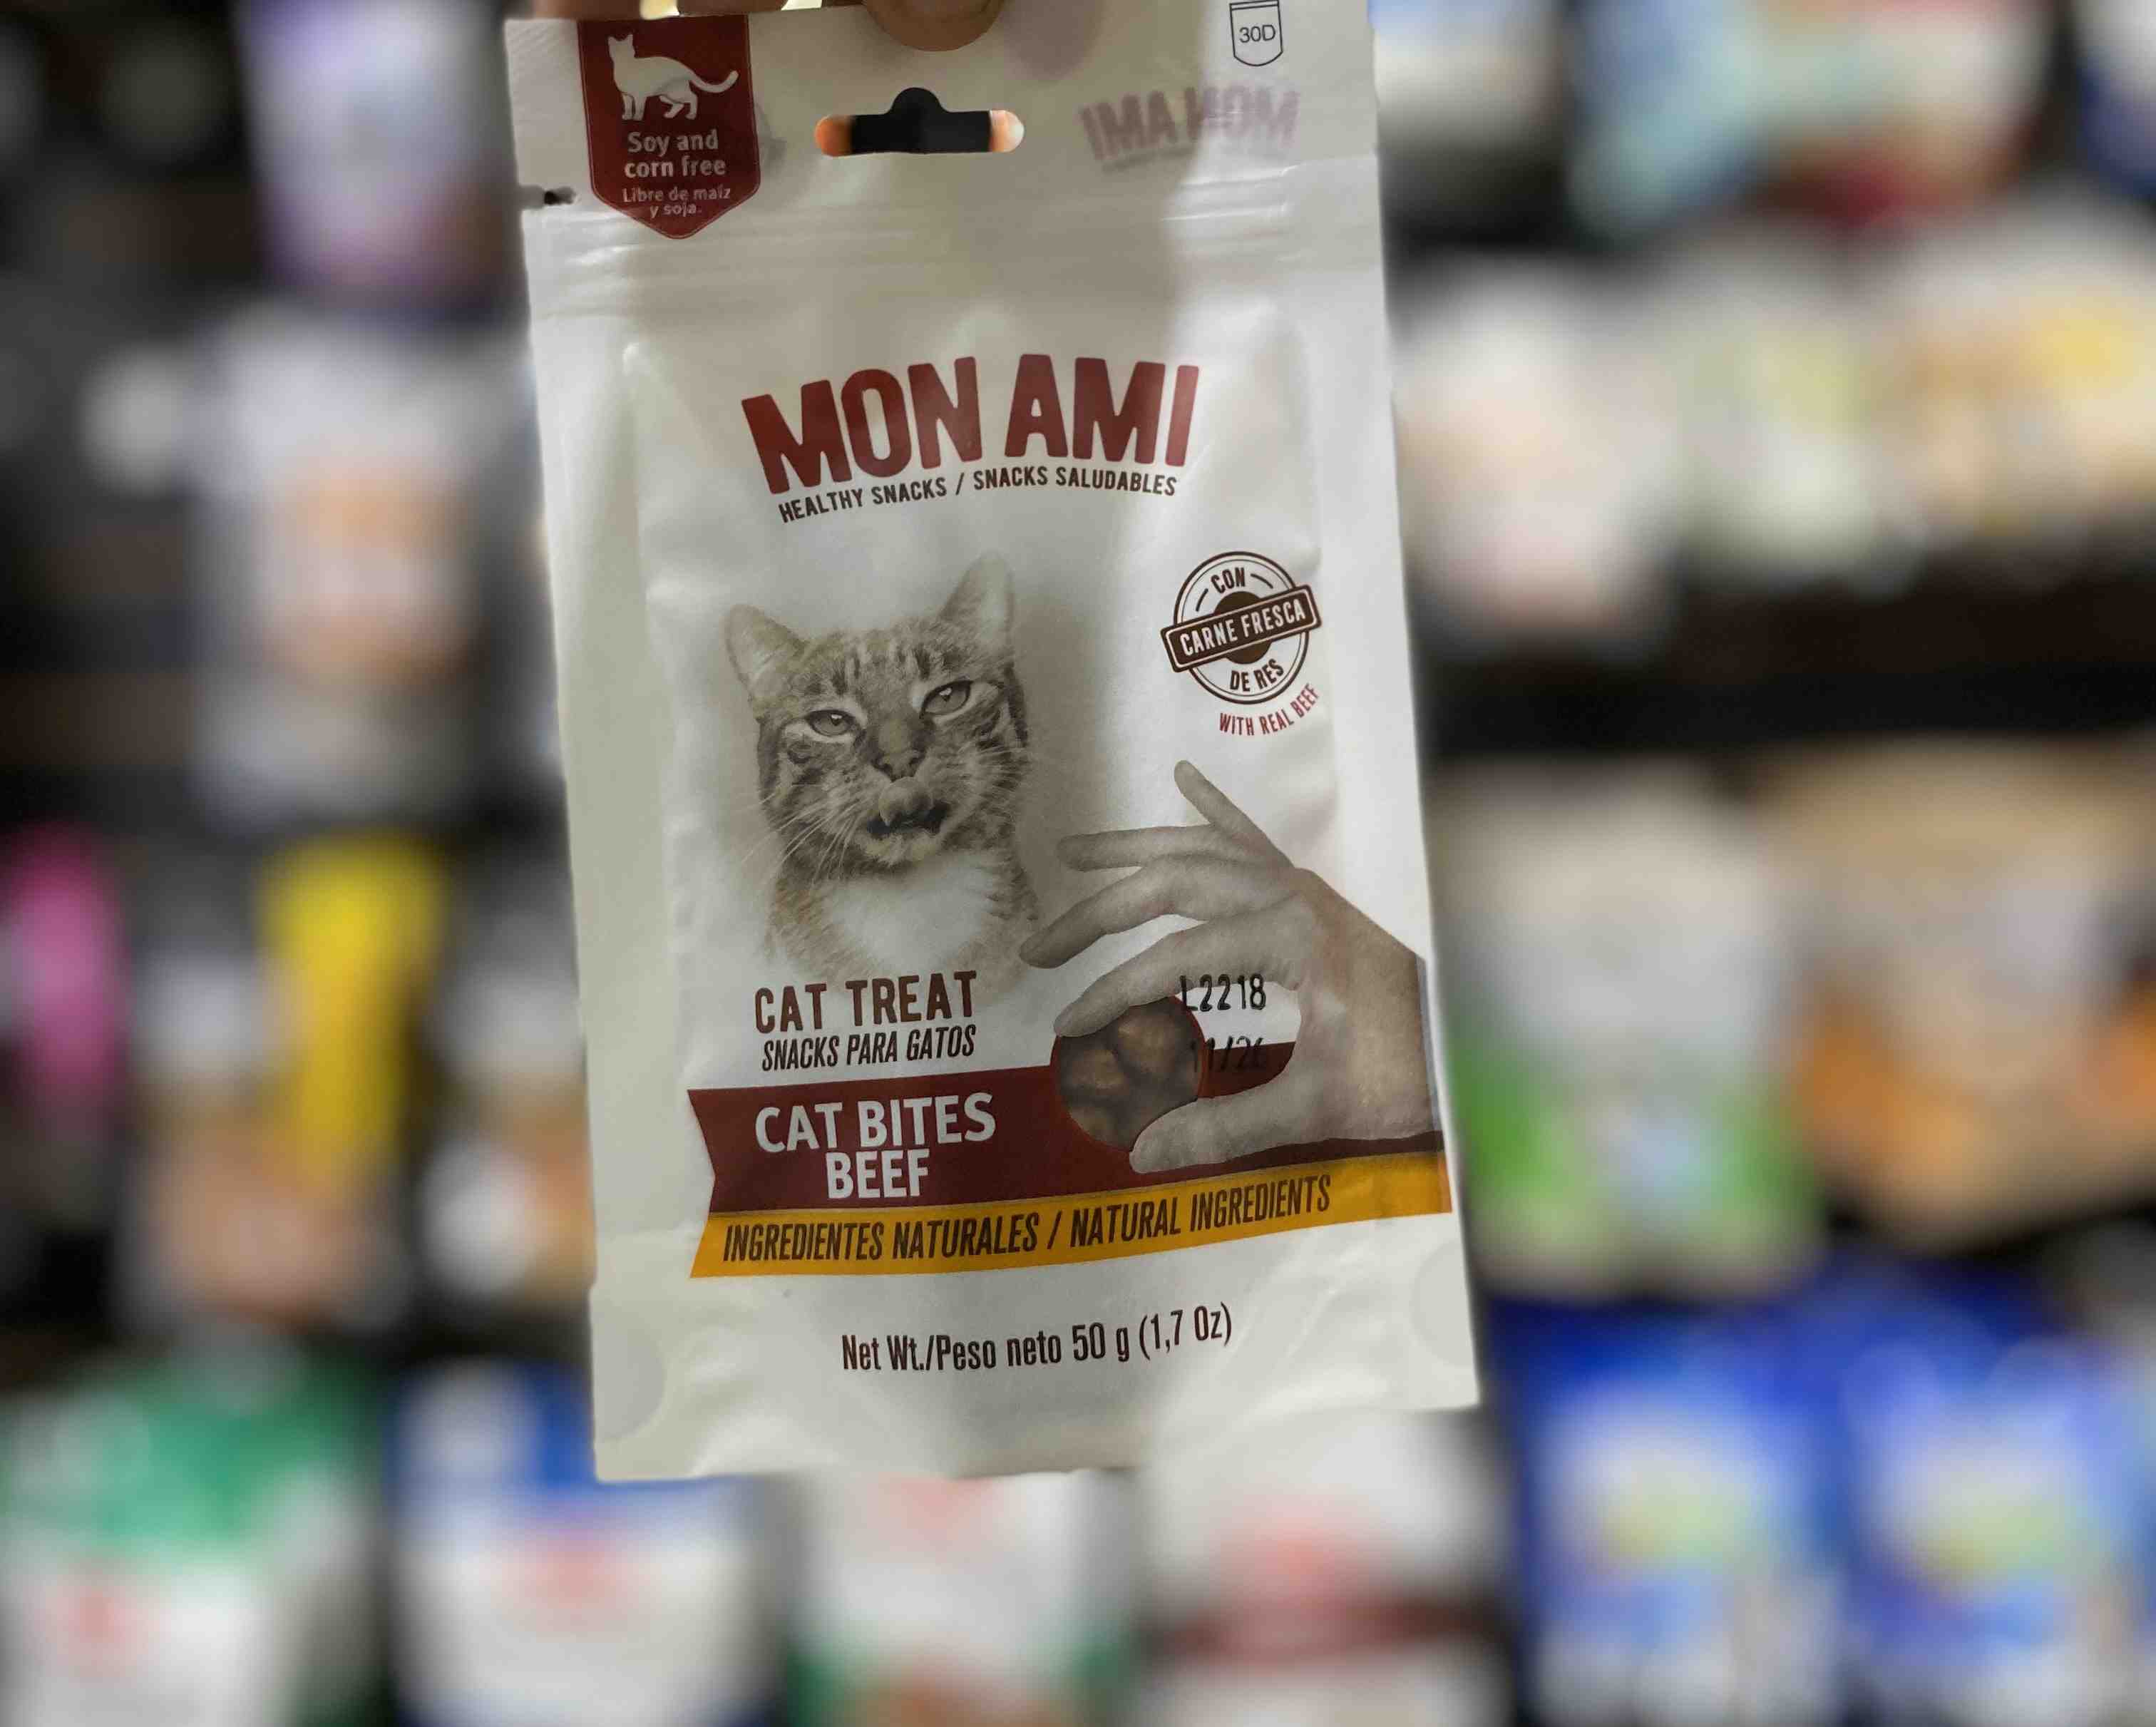 30D
Soy and
corn free
Libre de maíz
y soja.
MON AMI
HEALTHY SNACKS / SNACKS SALUDABLES
CON
CARNE FRESCA
DE RES
WITH REAL BEEF
CAT TREAT
SNACKS PARA GATOS
L2218
CAT BITES
BEEF
INGREDIENTES NATURALES / NATURAL INGREDIENTS
Net Wt./Peso neto 50 g (1,7 Oz)